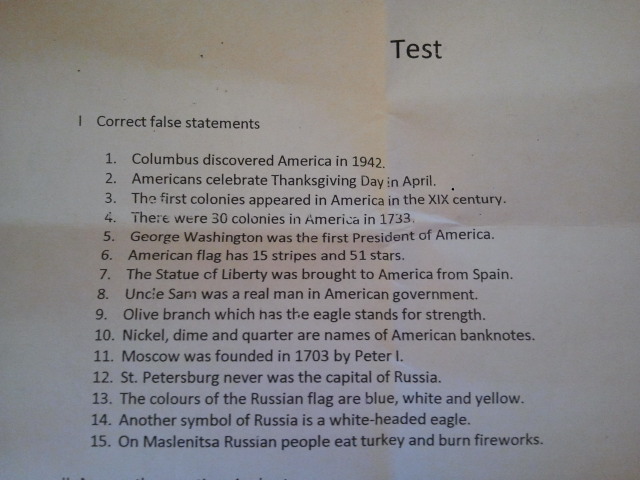 Test
I Correct false statements
1. Columbus discovered America in 1942.
2. Americans celebrate Thanksgiving Day in April.
3. The first colonies appeared in America in the XIX century.
4. There were 30 colonies in America in 1733.
5. George Washington was the first President of America.
6. American flag has 15 stripes and 51 stars.
7. The Statue of Liberty was brought to America from Spain.
8. Uncle Sam was a real man in American government.
9. Olive branch which has the eagle stands for strength.
10. Nickel, dime and quarter are names of American banknotes.
11. Moscow was founded in 1703 by Peter I.
12. St. Petersburg never was the capital of Russia.
13. The colours of the Russian flag are blue, white and yellow.
14. Another symbol of Russia is a white-headed eagle.
15. On Maslenitsa Russian people eat turkey and burn fireworks.